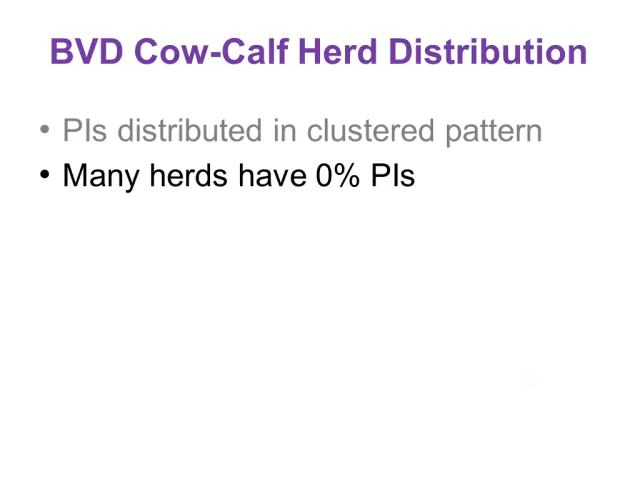 BVD Cow-Calf Herd Distribution
• PIs distributed in clustered pattern
• Many herds have 0% PIs